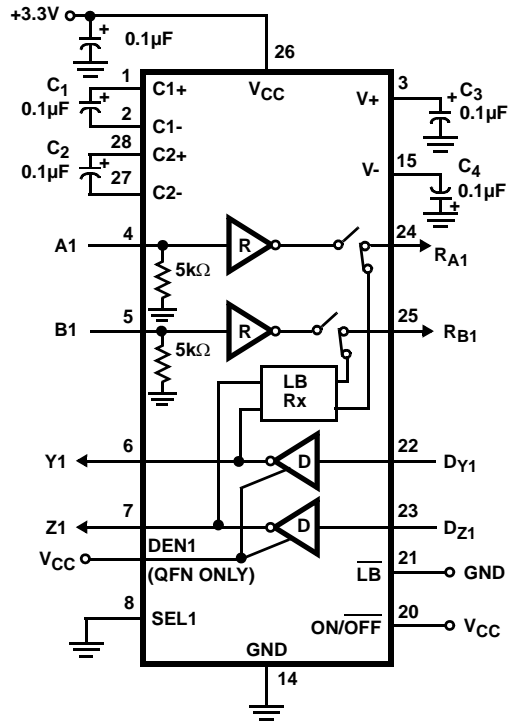 +3.3V
0.1µF
26
1
C1
0.1µF
C1+
VCC
3
V+
C3
0.1µF
2
C1-
28
C2
0.1µF
C2+
27
C2-
15
V-
C4
0.1µF
A1
4
R
24
RA1
5kΩ
B1
5
R
25
RB1
5kΩ
LB
Rx
Y1
6
D
22
DY1
Z1
7
D
23
DZ1
VCC
DEN1
(QFN ONLY)
21
LB
GND
8
SEL1
20
ON/OFF
VCC
GND
14